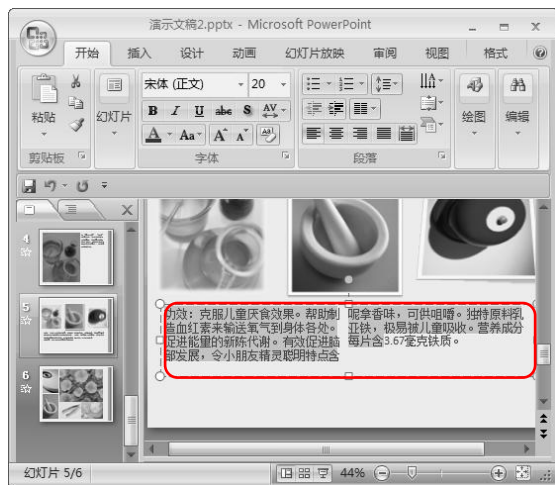 演示文稿2.pptx - Microsoft PowerPoint
开始 插入 设计 动画 幻灯片放映 审阅 视图 格式
宋体 (正文) 20
粘贴 幻灯片 B I U abc S AV 绘图 编辑
A Aa A A
剪贴板 字体 段落
4
5
6
功效：克服儿童厌食效果。帮助制
造血红素来输送氧气到身体各处。
促进能量的新陈代谢。有效促进脑
部发展，令小朋友精灵聪明特点含
呢拿香味，可供咀嚼。独特原料乳
亚铁，极易被儿童吸收。营养成分
每片含3.67毫克铁质。
幻灯片 5/6 44%